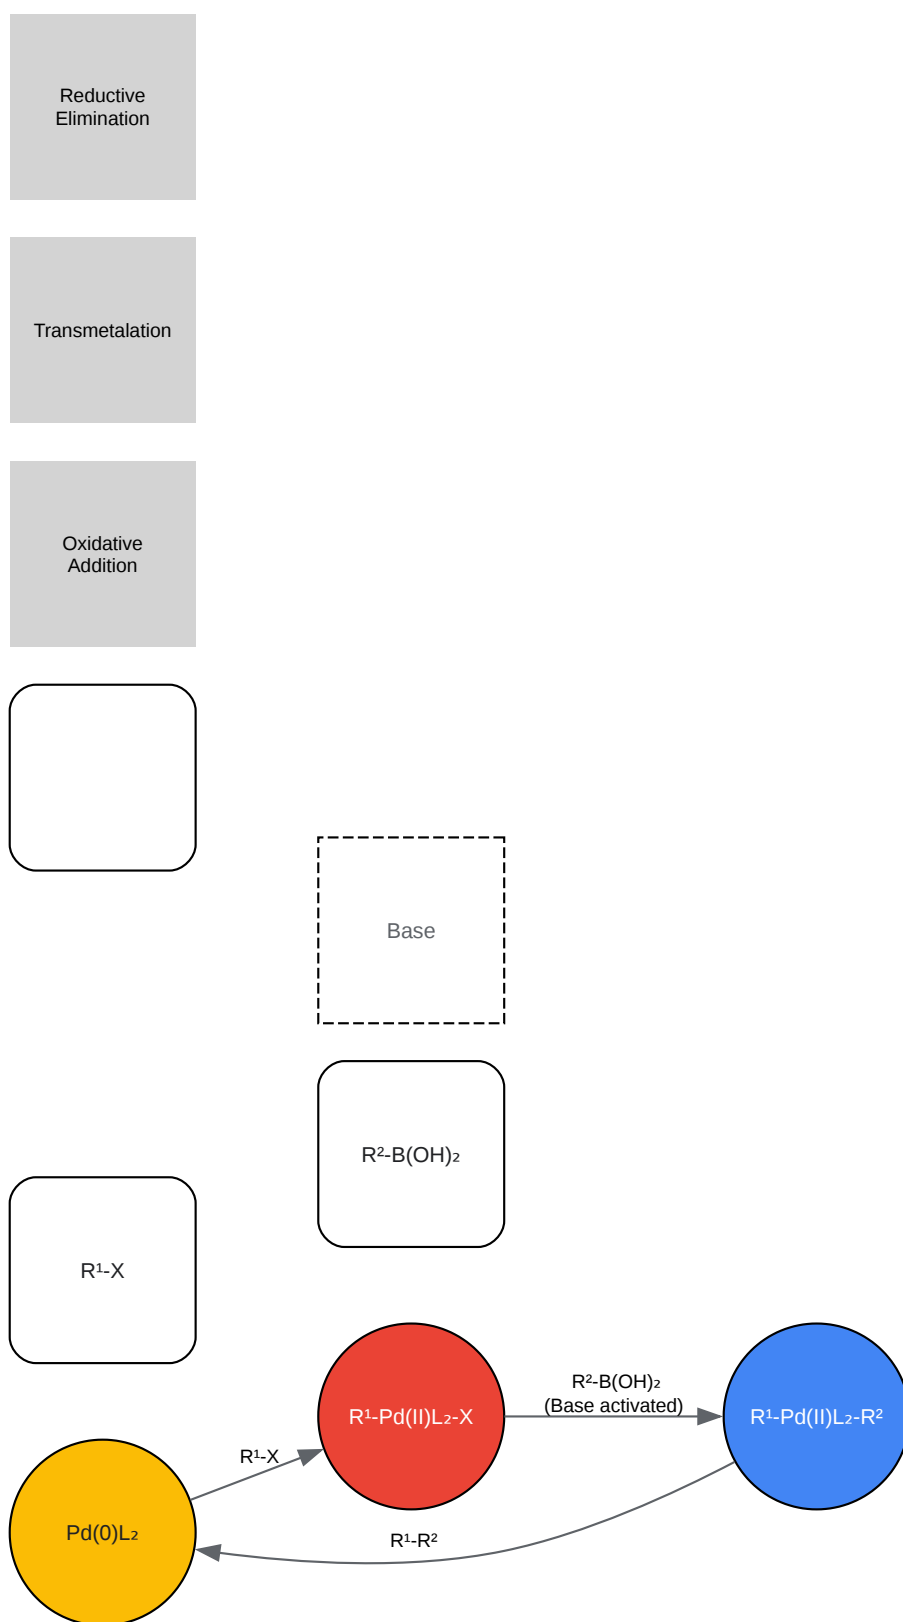 Reductive
Elimination
Transmetalation
Oxidative
Addition
Base
R²-B(OH)₂
R¹-X
R¹-Pd(II)L₂-X
R²-B(OH)₂
(Base activated)
R¹-Pd(II)L₂-R²
R¹-X
Pd(0)L₂
R¹-R²